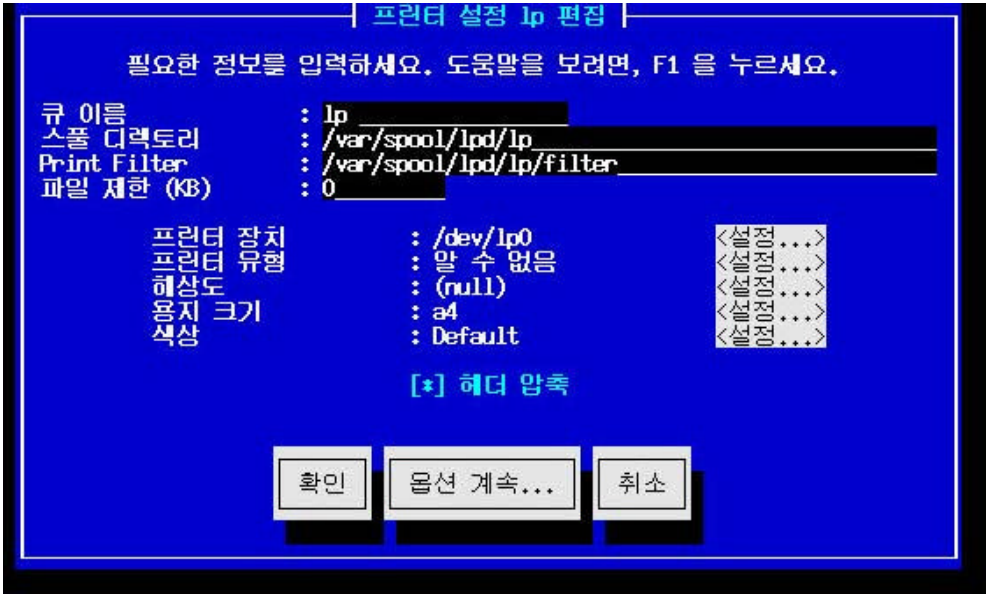 프린터 설정 lp 편집
필요한 정보를 입력하세요. 도움말을 보려면, F1 을 누르세요.
큐 이름 : lp
스풀 디렉토리 : /var/spool/lpd/lp
Print Filter : /var/spool/lpd/lp/filter
파일 제한 (KB) : 0
프린터 장치 : /dev/lp0 <설정...>
프린터 유형 : 알 수 없음 <설정...>
해상도 : (null) <설정...>
용지 크기 : a4 <설정...>
색상 : Default <설정...>
[*] 헤더 압축
확인 옵션 계속... 취소